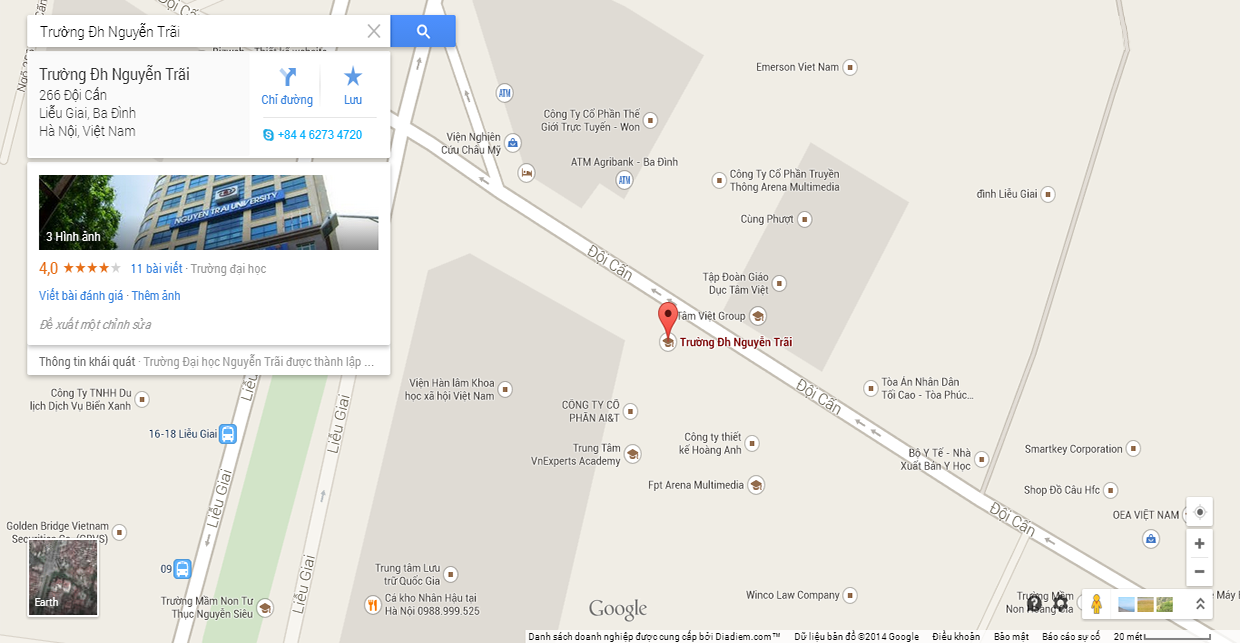 Trường Đh Nguyễn Trãi
Trường Đh Nguyễn Trãi
266 Đội Cấn
Liễu Giai, Ba Đình
Hà Nội, Việt Nam
Chỉ đường
Lưu
+84 4 6273 4720
NGUYEN TRAI UNIVERSITY
3 Hình ảnh
4,0 ★★★★★ 11 bài viết · Trường đại học
Viết bài đánh giá · Thêm ảnh
Đề xuất một chỉnh sửa
Thông tin khái quát · Trường Đại học Nguyễn Trãi được thành lập ...
Emerson Viet Nam
ATM
Công Ty Cổ Phần Thế
Giới Trực Tuyến - Won
Viện Nghiên
Cứu Châu Mỹ
ATM Agribank - Ba Đình
ATM
Công Ty Cổ Phần Truyền
Thông Arena Multimedia
đình Liễu Giai
Cùng Phượt
Đội Cấn
Tập Đoàn Giáo
Dục Tâm Việt
Tâm Việt Group
Trường Đh Nguyễn Trãi
Viện Hàn lâm Khoa
học xã hội Việt Nam
Tòa Án Nhân Dân
Tối Cao - Tòa Phúc...
Đội Cấn
Công Ty TNHH Du
lịch Dịch Vụ Biển Xanh
Liễu
Liễu Giai
CÔNG TY CỔ
PHẦN AI&T
16-18 Liễu Giai
Công ty thiết
kế Hoàng Anh
Trung Tâm
VnExperts Academy
Bộ Y Tế - Nhà
Xuất Bản Y Học
Smartkey Corporation
Fpt Arena Multimedia
Shop Đồ Câu Hfc
Liễu Giai
Đội Cấn
OEA VIỆT NAM
Golden Bridge Vietnam
Securities Co. (GBVS)
Earth
09
Liễu Giai
Trung tâm Lưu
trữ Quốc Gia
Cá kho Nhân Hậu tại
Hà Nội 0988.999.525
Trường Mầm Non Tư
Thục Nguyễn Siêu
Winco Law Company
Trường Mầm
Non Hoàng Gia
Máy
Google
Danh sách doanh nghiệp được cung cấp bởi Diadiem.com™ Dữ liệu bản đồ ©2014 Google Điều khoản Bảo mật Báo cáo sự cố 20 mét